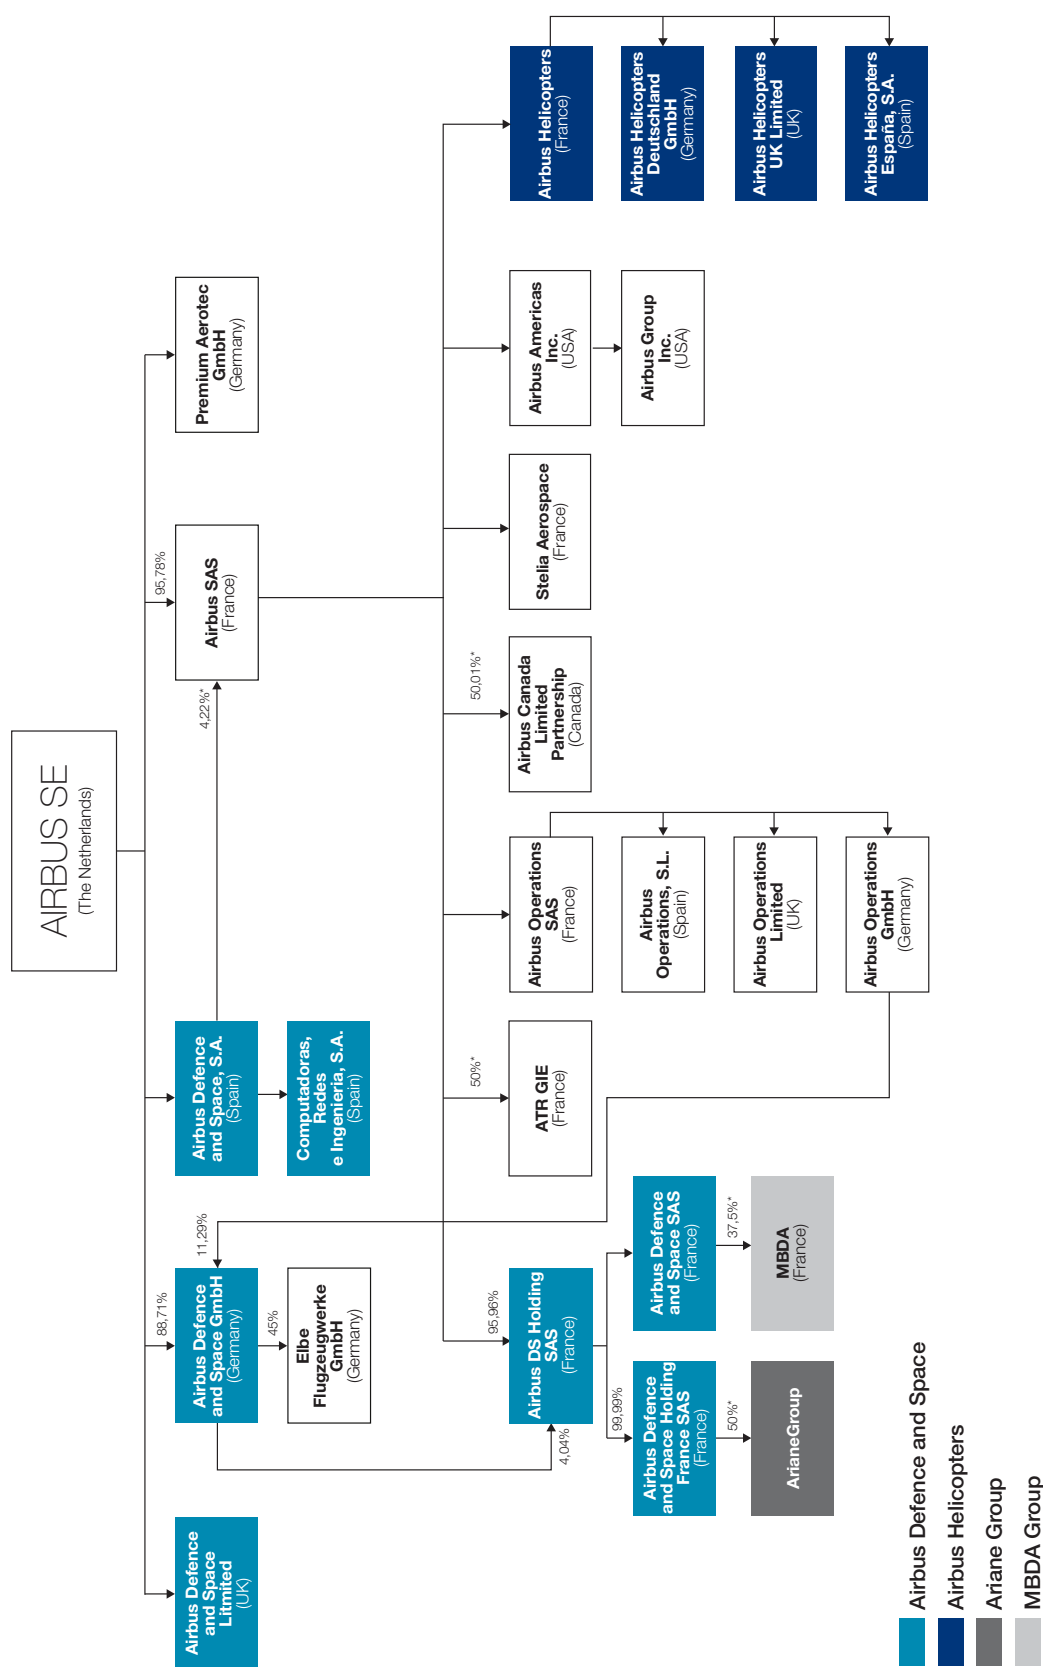 AIRBUS SE
(The Netherlands)
Airbus Defence
and Space
Litmited
(UK)
88,71%
Airbus Defence
and Space GmbH
(Germany)
11,29%
45%
Elbe
Flugzeugwerke
GmbH
(Germany)
Airbus Defence
and Space, S.A.
(Spain)
Computadoras,
Redes
e Ingenieria, S.A.
(Spain)
4,22%*
95,78%
Airbus SAS
(France)
Premium Aerotec
GmbH
(Germany)
4,04%
95,96%
Airbus DS Holding
SAS
(France)
99,99%
Airbus Defence
and Space Holding
France SAS
(France)
50%*
ArianeGroup
Airbus Defence
and Space SAS
(France)
37,5%*
MBDA
(France)
50%*
ATR GIE
(France)
Airbus Operations
SAS
(France)
Airbus
Operations, S.L.
(Spain)
Airbus Operations
Limited
(UK)
Airbus Operations
GmbH
(Germany)
50,01%*
Airbus Canada
Limited
Partnership
(Canada)
Stelia Aerospace
(France)
Airbus Americas
Inc.
(USA)
Airbus Group
Inc.
(USA)
Airbus Helicopters
(France)
Airbus Helicopters
Deutschland
GmbH
(Germany)
Airbus Helicopters
UK Limited
(UK)
Airbus Helicopters
España, S.A.
(Spain)
Airbus Defence and Space
Airbus Helicopters
Ariane Group
MBDA Group